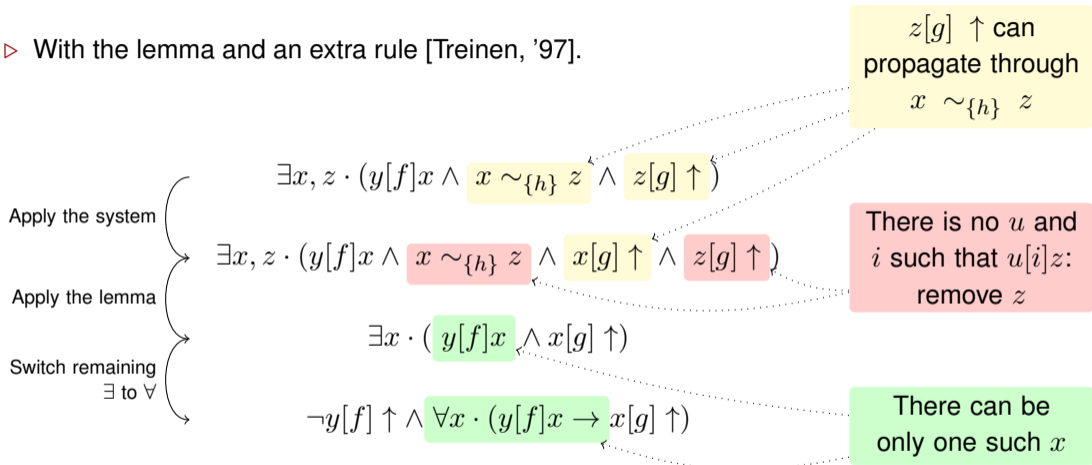 ▷ With the lemma and an extra rule [Treinen, '97].
z[g] ↑ can
propagate through
x ∼{h} z
∃x, z · (y[f]x ∧ x ∼{h} z ∧ z[g] ↑)
Apply the system
∃x, z · (y[f]x ∧ x ∼{h} z ∧ x[g] ↑ ∧ z[g] ↑)
There is no u and
i such that u[i]z:
remove z
Apply the lemma
∃x · ( y[f]x ∧ x[g] ↑)
Switch remaining
∃ to ∀
¬y[f] ↑ ∧ ∀x · (y[f]x → x[g] ↑)
There can be
only one such x